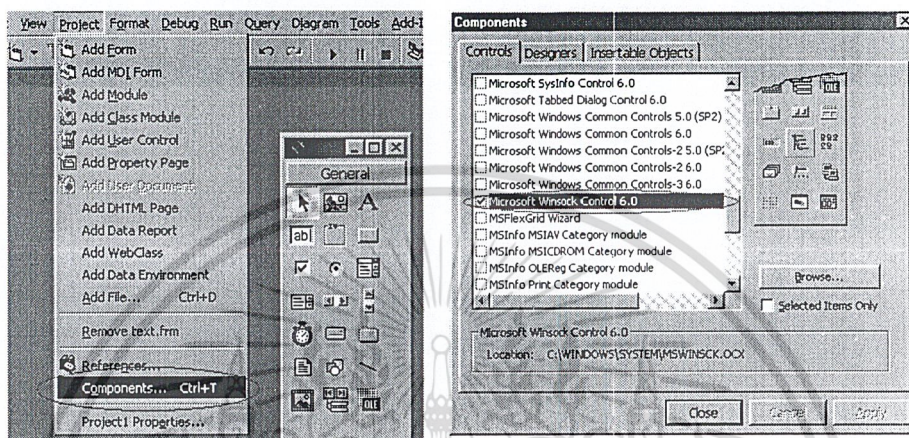 View Project Format Debug Run Query Diagram Tools Add-I
Add Form
Add MDI Form
Add Module
Add Class Module
Add User Control
Add Property Page
Add User Document
Add DHTML Page
Add Data Report
Add WebClass
Add Data Environment
Add File... Ctrl+D
Remove text.frm
References...
Components... Ctrl+T
Project1 Properties...
General
A
ab|
OLE
Components
Controls Designers Insertable Objects
Microsoft SysInfo Control 6.0
Microsoft Tabbed Dialog Control 6.0
Microsoft Windows Common Controls 5.0 (SP2)
Microsoft Windows Common Controls 6.0
Microsoft Windows Common Controls-2 5.0 (SP
Microsoft Windows Common Controls-2 6.0
Microsoft Windows Common Controls-3 6.0
Microsoft Winsock Control 6.0
MSFlexGrid Wizard
MSInfo MSIAV Category module
MSInfo MSICDROM Category module
MSInfo OLEReg Category module
MSInfo Print Category module
OLE
Browse...
Selected Items Only
Microsoft Winsock Control 6.0
Location: C:\WINDOWS\SYSTEM\MSWINSCK.OCX
Close Cancel Apply